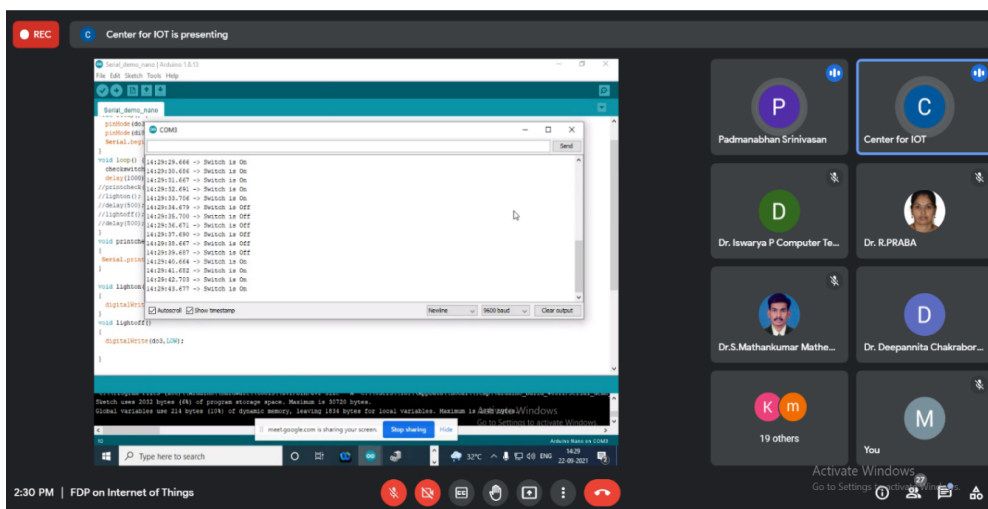 REC
C
Center for IOT is presenting
Serial_demo_nano | Arduino 1.8.13
File Edit Sketch Tools Help
Serial_demo_nano
pinMode(do3
Serial.begi
}
void loop() {
checkswitch
delay(1000)
//printcheck(
//lighton();
//delay(500);
//lightoff();
//delay(500);
}
void printche
{
Serial.print
}
void lighton(
{
digitalWrit
}
void lightoff()
{
digitalWrite(do3,LOW);
}
COM3
Send
14:29:29.666 -> Switch is On
14:29:30.686 -> Switch is On
14:29:31.667 -> Switch is On
14:29:32.691 -> Switch is On
14:29:33.706 -> Switch is On
14:29:34.679 -> Switch is Off
14:29:35.700 -> Switch is Off
14:29:36.671 -> Switch is Off
14:29:37.690 -> Switch is Off
14:29:38.667 -> Switch is Off
14:29:39.687 -> Switch is Off
14:29:40.664 -> Switch is On
14:29:41.682 -> Switch is On
14:29:42.703 -> Switch is On
14:29:43.677 -> Switch is On
Autoscroll Show timestamp
Newline
9600 baud
Clear output
Sketch uses 2032 bytes (6%) of program storage space. Maximum is 30720 bytes.
Global variables use 214 bytes (10%) of dynamic memory, leaving 1834 bytes for local variables. Maximum is
Go to Settings to activate Windows.
meet.google.com is sharing your screen.
Stop sharing
Hide
10
Arduino Nano on COM3
Type here to search
32°C
ENG
14:29
22-09-2021
P
Padmanabhan Srinivasan
C
Center for IOT
D
Dr. Iswarya P Computer Te...
Dr. R.PRABA
Dr.S.Mathankumar Mathe...
D
Dr. Deepannita Chakrabor...
K
m
19 others
M
You
Activate Windows
Go to Settings to activate Windows.
2:30 PM | FDP on Internet of Things
27